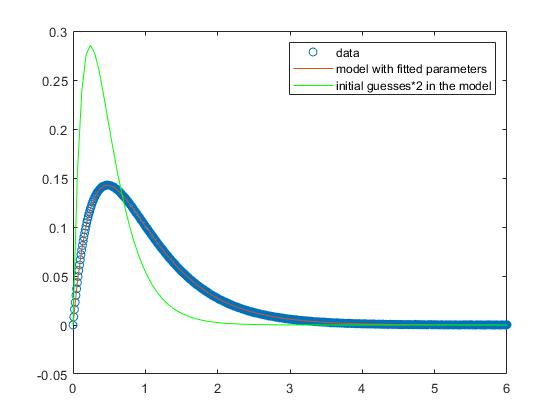 0.3
0.25
0.2
0.15
0.1
0.05
0
-0.05
0 1 2 3 4 5 6
data
model with fitted parameters
initial guesses*2 in the model